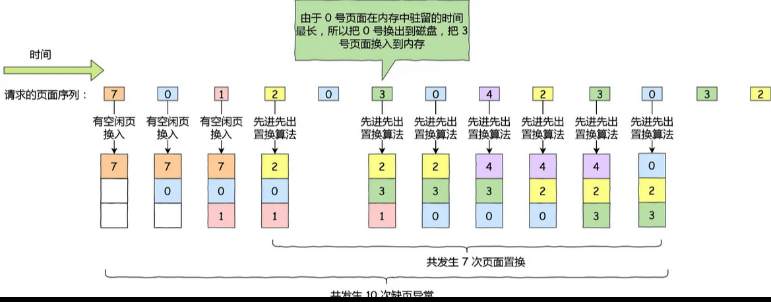 由于 0 号页面在内存中驻留的时间
最长，所以把 0 号换出到磁盘，把 3
号页面换入到内存
时间
请求的页面序列： 7 0 1 2 0 3 0 4 2 3 0 3 2
有空闲页 有空闲页 有空闲页 先进先出 先进先出 先进先出 先进先出 先进先出 先进先出 先进先出
换入 换入 换入 置换算法 置换算法 置换算法 置换算法 置换算法 置换算法 置换算法
7 7 7 2 2 2 4 4 4 0
0 0 0 3 3 3 2 2 2
1 1 1 0 0 0 3 3
共发生 7 次页面置换
共发生 10 次缺页异常